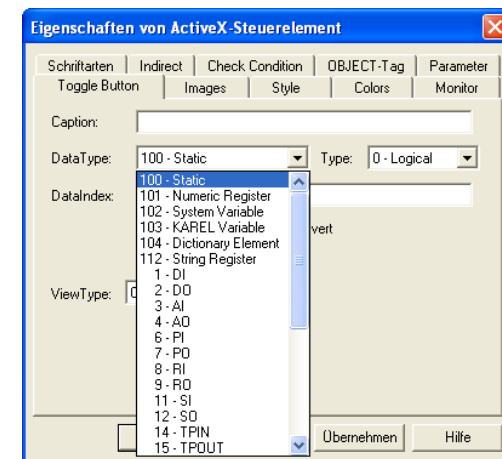 Eigenschaften von ActiveX-Steuerelement
Schriftarten Indirect Check Condition OBJECT-Tag Parameter
Toggle Button Images Style Colors Monitor
Caption:
DataType: 100 - Static Type: 0 - Logical
100 - Static
DataIndex: 101 - Numeric Register
102 - System Variable
103 - KAREL Variable vert
104 - Dictionary Element
112 - String Register
1 - DI
2 - DO
ViewType: 0
3 - AI
4 - AO
6 - PI
7 - PO
8 - RI
9 - RO
11 - SI
12 - SO
14 - TPIN
15 - TPOUT
Übernehmen Hilfe